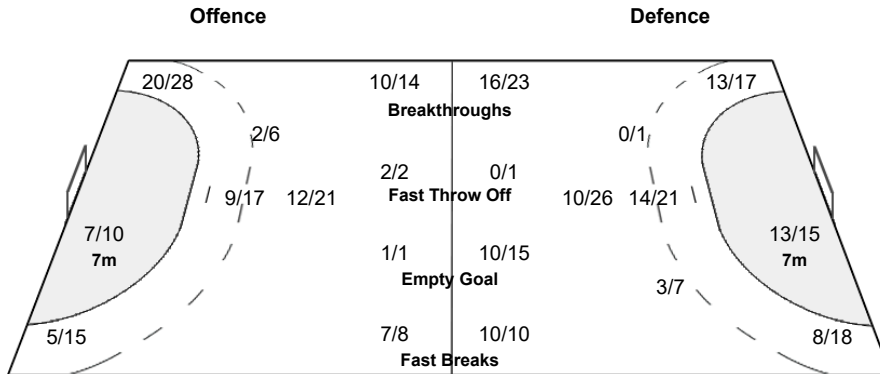 Offence Defence
20/28 10/14 16/23 13/17
Breakthroughs
2/6 0/1
2/2 0/1
9/17 12/21 Fast Throw Off 10/26 14/21
7/10 13/15
7m 7m
1/1 10/15
Empty Goal
3/7
5/15 7/8 10/10 8/18
Fast Breaks